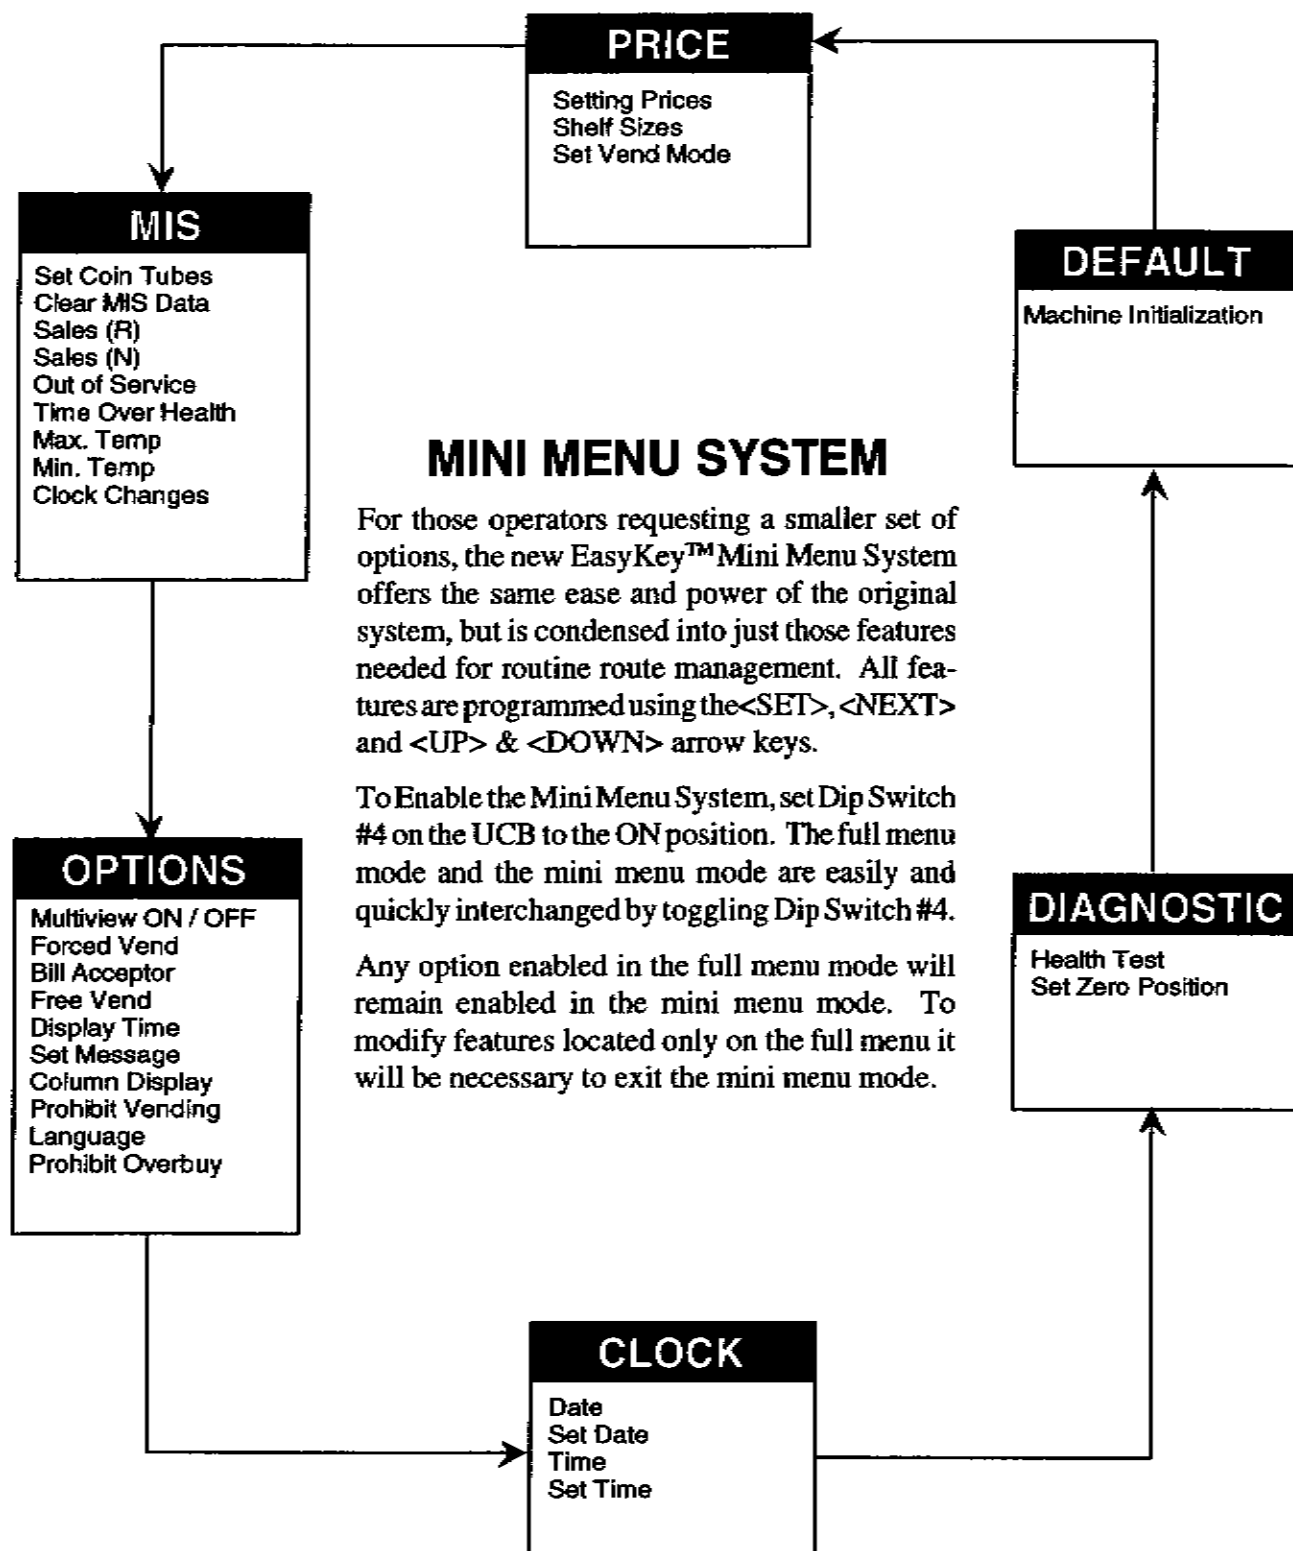 PRICE
Setting Prices
Shelf Sizes
Set Vend Mode
MIS
Set Coin Tubes
Clear MIS Data
Sales (R)
Sales (N)
Out of Service
Time Over Health
Max. Temp
Min. Temp
Clock Changes
DEFAULT
Machine Initialization
MINI MENU SYSTEM
For those operators requesting a smaller set of
options, the new EasyKey™ Mini Menu System
offers the same ease and power of the original
system, but is condensed into just those features
needed for routine route management. All fea-
tures are programmed using the<SET>, <NEXT>
and <UP> & <DOWN> arrow keys.
To Enable the Mini Menu System, set Dip Switch
#4 on the UCB to the ON position. The full menu
mode and the mini menu mode are easily and
quickly interchanged by toggling Dip Switch #4.
Any option enabled in the full menu mode will
remain enabled in the mini menu mode. To
modify features located only on the full menu it
will be necessary to exit the mini menu mode.
OPTIONS
Multiview ON / OFF
Forced Vend
Bill Acceptor
Free Vend
Display Time
Set Message
Column Display
Prohibit Vending
Language
Prohibit Overbuy
DIAGNOSTIC
Health Test
Set Zero Position
CLOCK
Date
Set Date
Time
Set Time